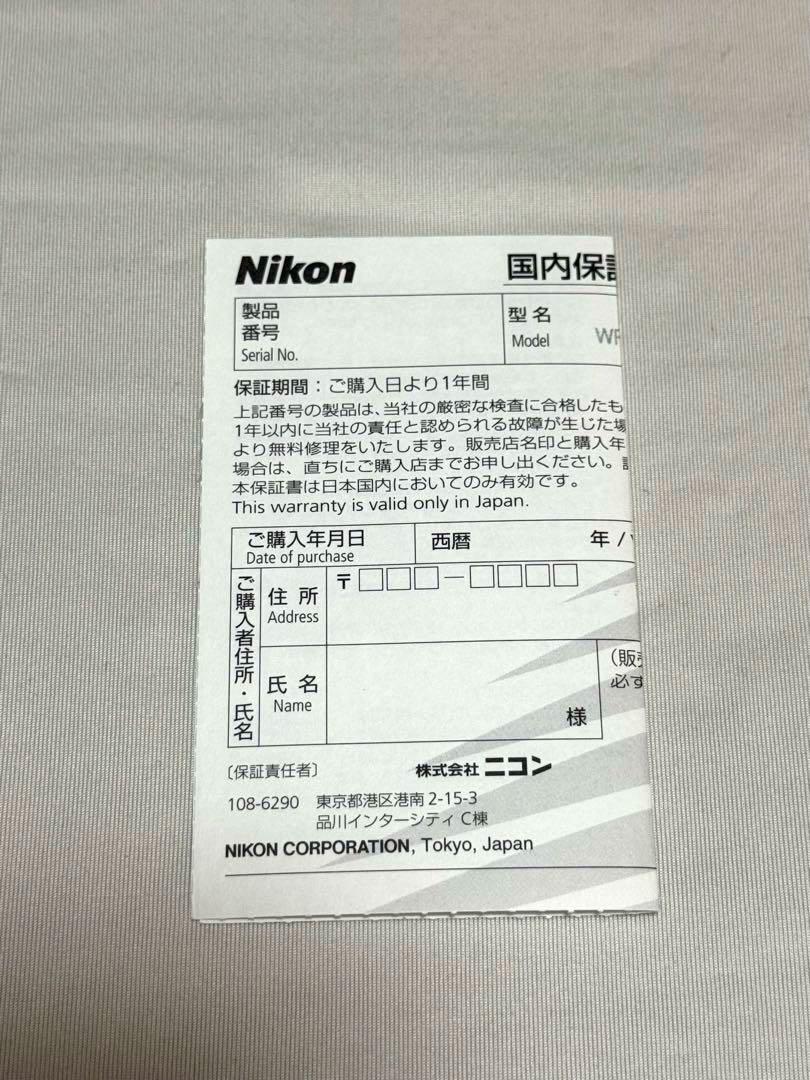 Nikon
国内保
製品
番号
Serial No.
型名
Model
WR
保証期間：ご購入日より1年間
上記番号の製品は、当社の厳密な検査に合格したも
1年以内に当社の責任と認められる故障が生じた場
より無料修理をいたします。販売店名印と購入年
場合は、直ちにご購入店までお申し出ください。
本保証書は日本国内においてのみ有効です。
This warranty is valid only in Japan.
ご購入年月日
Date of purchase
西暦 年 /
ご購入者住所・氏名
住所
Address
〒□□□―□□□□
氏名
Name
様
（販売
必ず
〔保証責任者〕
株式会社 ニコン
108-6290 東京都港区港南 2-15-3
品川インターシティ C棟
NIKON CORPORATION, Tokyo, Japan